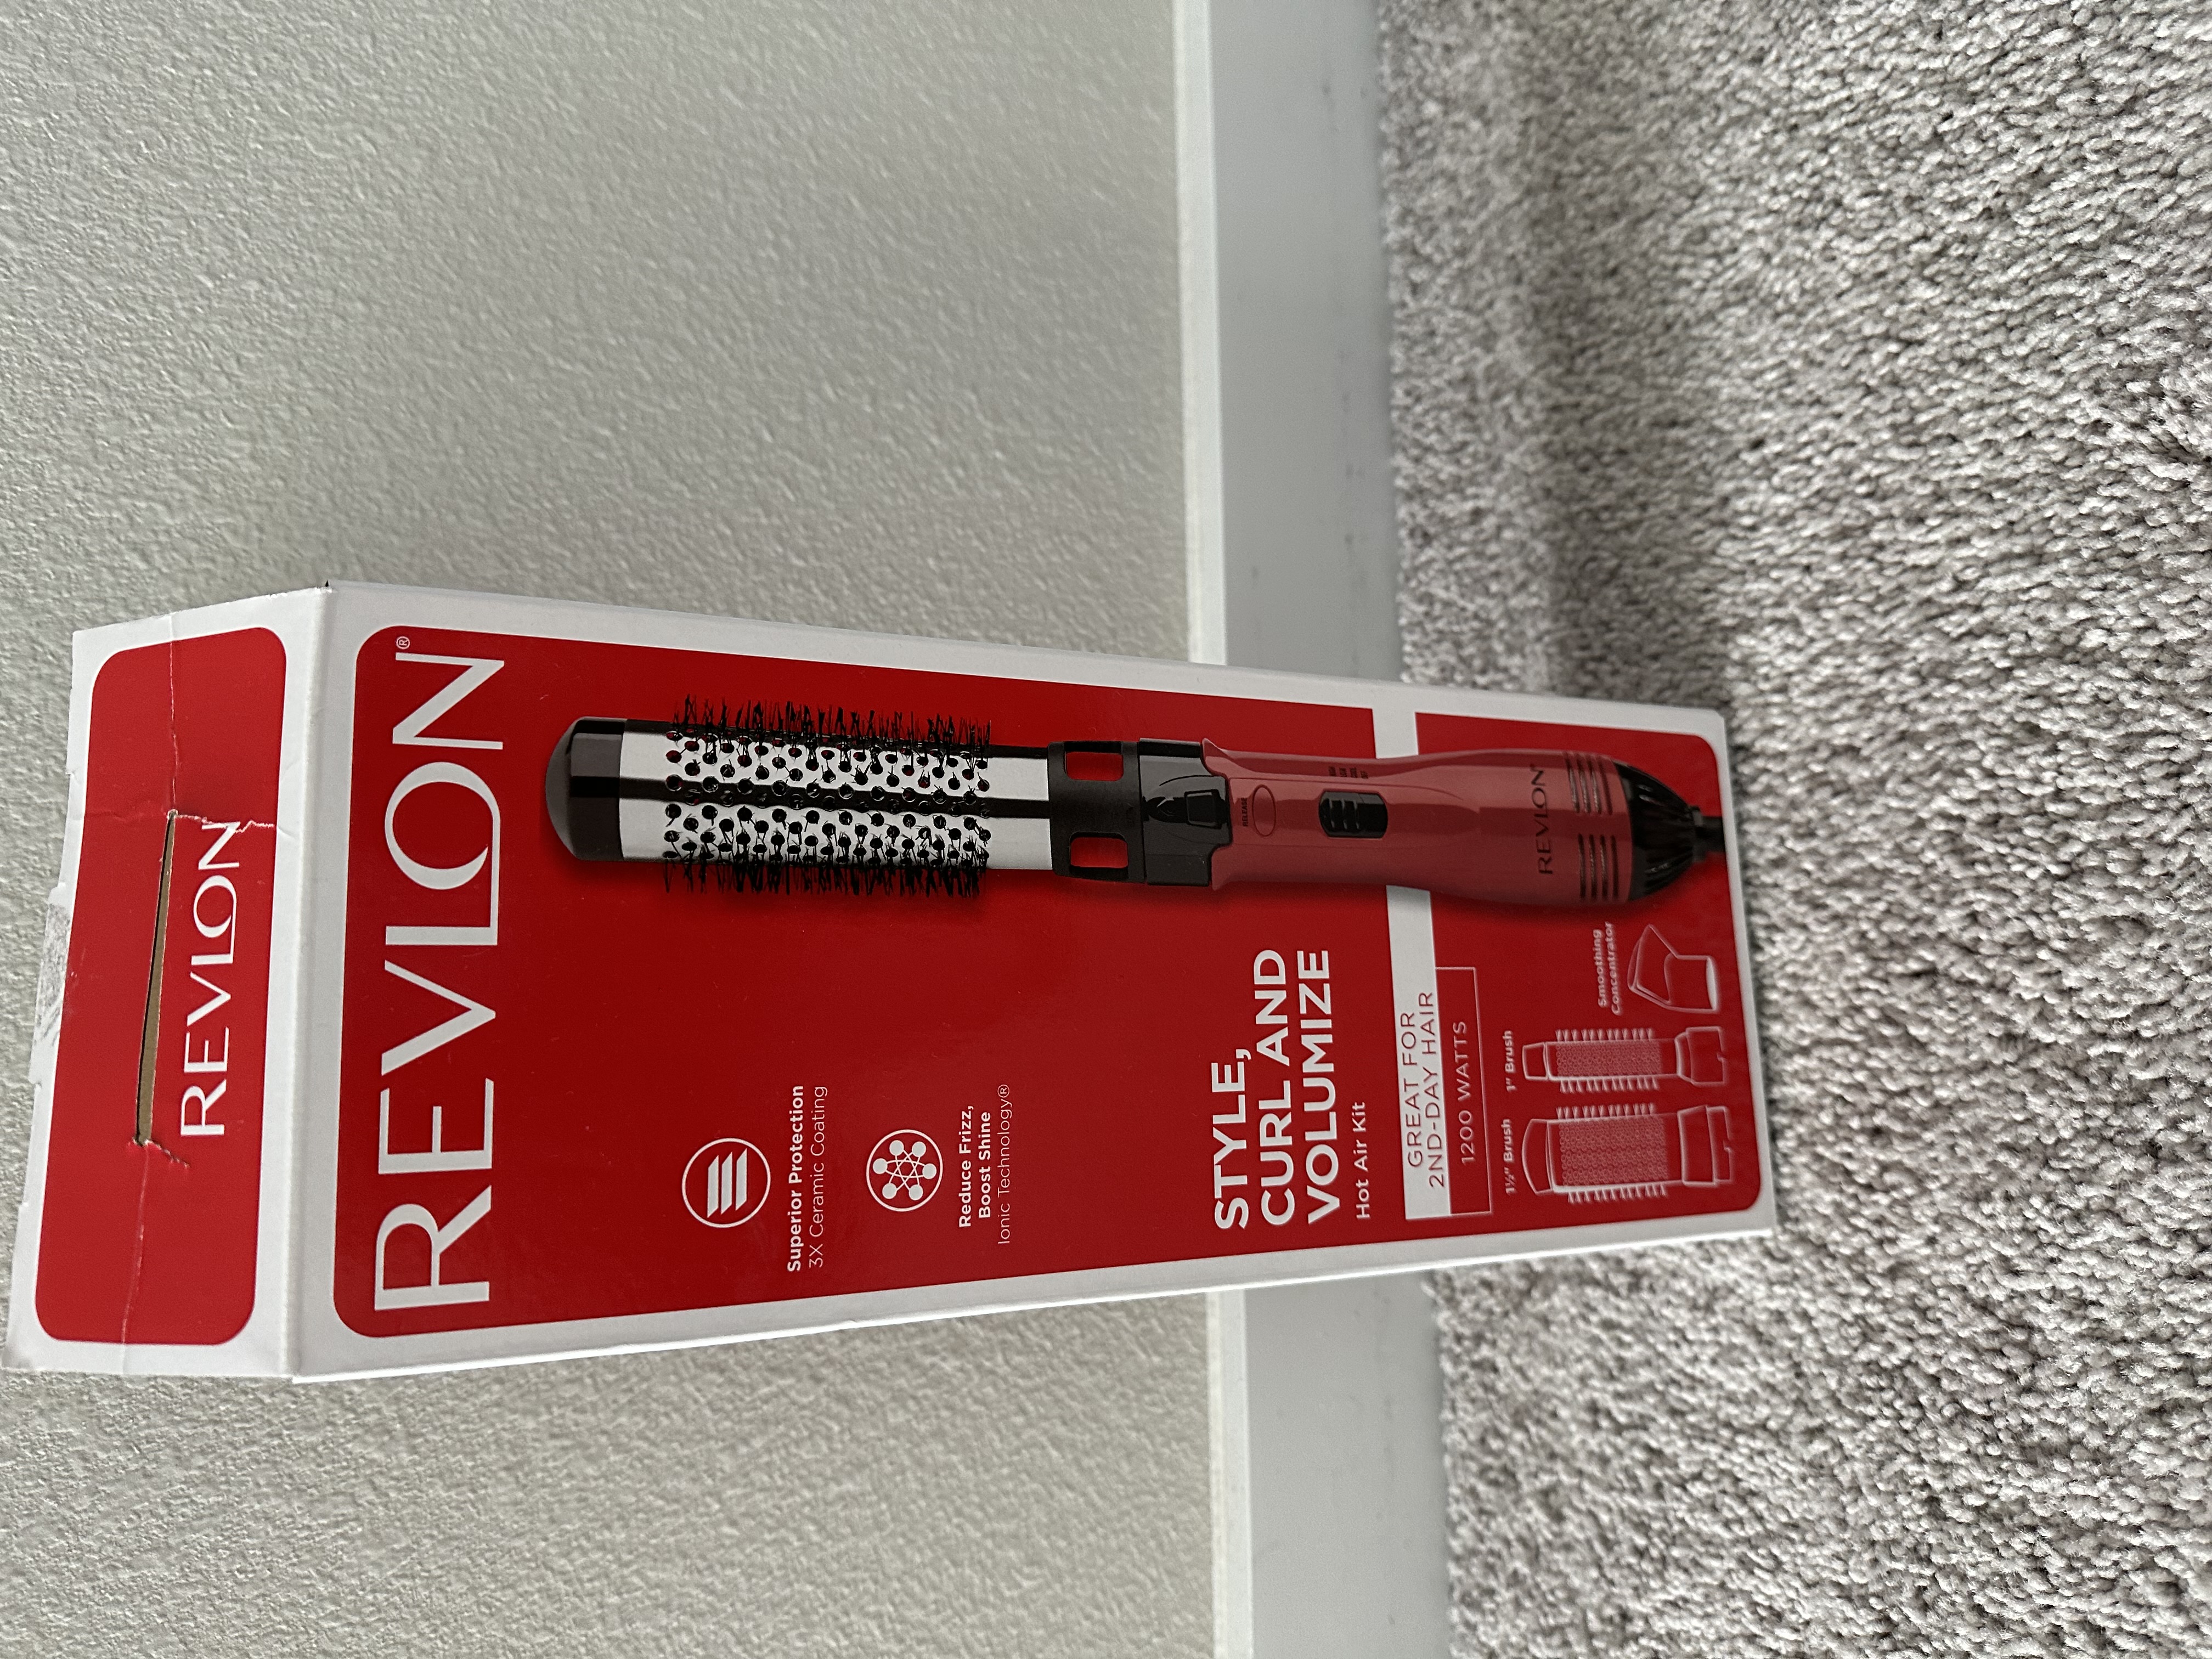 REVLON
REVLON®
Superior Protection
3X Ceramic Coating
Reduce Frizz,
Boost Shine
Ionic Technology®
STYLE,
CURL AND
VOLUMIZE
Hot Air Kit
GREAT FOR
2ND-DAY HAIR
1200 WATTS
1½" Brush
1" Brush
Smoothing
Concentrator
RELEASE
REVLON®